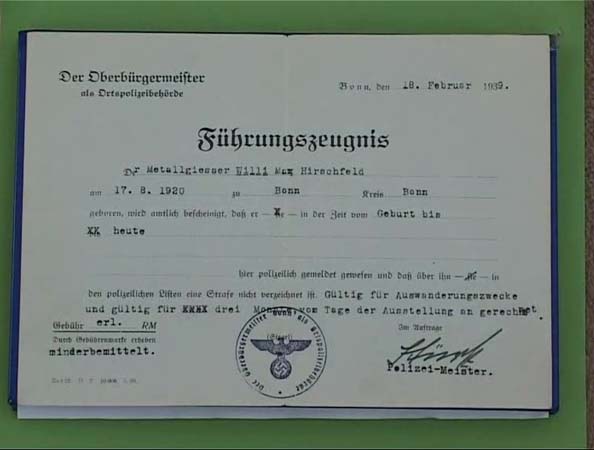 Der Oberbürgermeister
als Ortspolizeibehörde
Bonn, den 18. Februar 1939.
Führungszeugnis
Dr Metallgiesser Willi Max Hirschfeld
am 17. 8. 1920 zu Bonn Kreis Bonn
geboren, wird amtlich bescheinigt, daß er — — in der Zeit vom Geburt bis
heute
hier polizeilich gemeldet gewesen und daß über ihn — sie — in
den polizeilichen Listen eine Strafe nicht verzeichnet ist. Gültig für Auswanderungszwecke
und gültig für XXXX drei Monate vom Tage der Ausstellung an gerechnet.
Gebühr erl. RM
Durch Gebührenmarke erhoben
minderbemittelt.
Im Auftrage
Polizei-Meister.